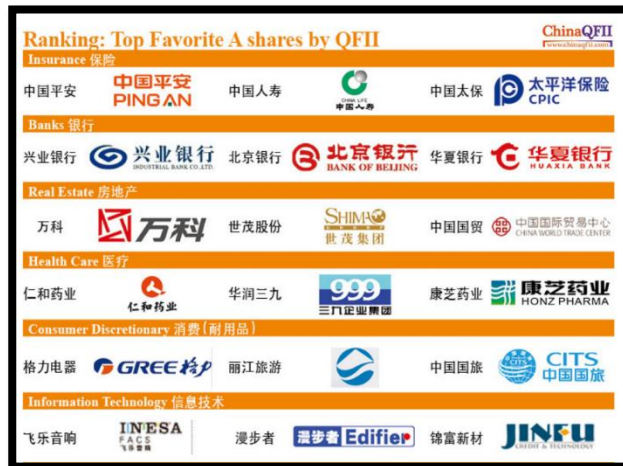 Ranking: Top Favorite A shares by QFII
ChinaQFII
www.chinaqfii.com
Insurance 保险
中国平安 中国平安 PING AN 中国人寿 CHINA LIFE 中国人寿 中国太保 太平洋保险 CPIC
Banks 银行
兴业银行 兴业银行 INDUSTRIAL BANK CO.,LTD. 北京银行 北京银行 BANK OF BEIJING 华夏银行 华夏银行 HUAXIA BANK
Real Estate 房地产
万科 万科 世茂股份 SHIMAO GROUP 世茂集团 中国国贸 中国国际贸易中心 CHINA WORLD TRADE CENTER
Health Care 医疗
仁和药业 仁和药业 华润三九 999 三九企业集团 康芝药业 康芝药业 HONZ PHARMA
Consumer Discretionary 消费(耐用品)
格力电器 GREE 格力 丽江旅游 中国国旅 CITS 中国国旅
Information Technology 信息技术
飞乐音响 INESA FACS 飞乐音响 漫步者 漫步者 Edifier 锦富新材 JINFU